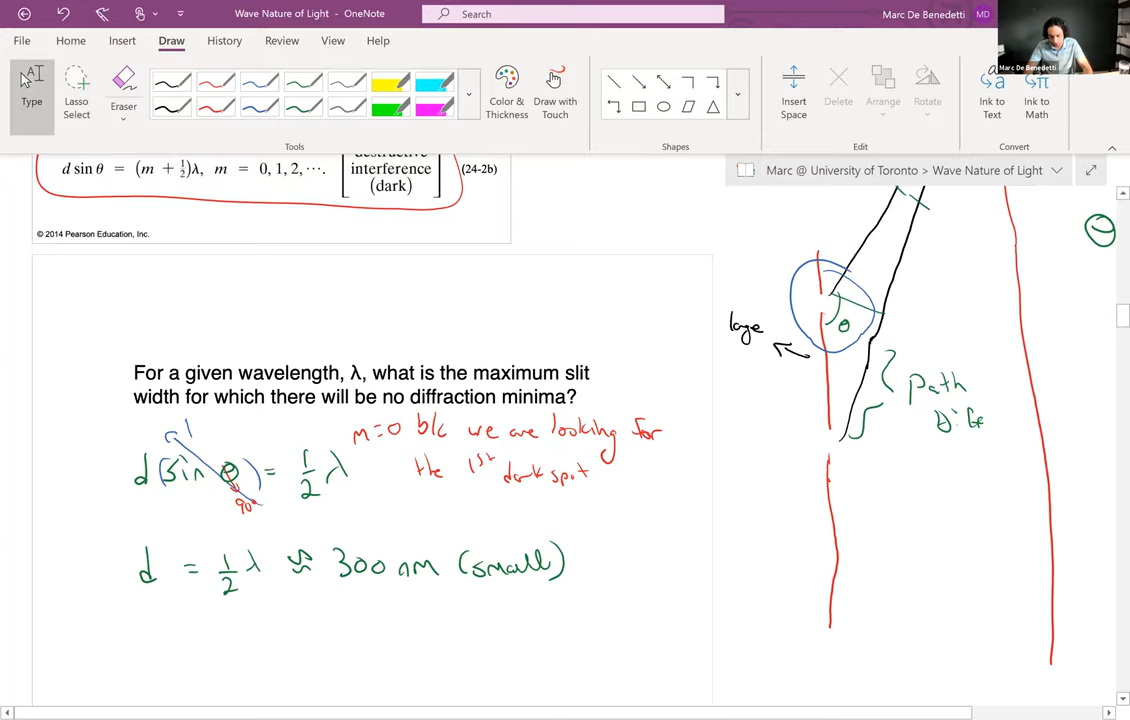 Wave Nature of Light - OneNote
Search
Marc De Benedetti
MD
File Home Insert Draw History Review View Help
Marc De Benedetti
Type
Lasso Select
Eraser
Color & Thickness
Draw with Touch
Insert Space
Delete
Arrange
Rotate
Ink to Text
Ink to Math
Tools
Shapes
Edit
Convert
Marc @ University of Toronto > Wave Nature of Light
d sin θ = (m + ½)λ, m = 0, 1, 2, ⋯.
interference
(dark)
(24-2b)
© 2014 Pearson Education, Inc.
For a given wavelength, λ, what is the maximum slit
width for which there will be no diffraction minima?
m=0 b/c we are looking for
the 1st dark spot
1
d(sin θ) = 1/2 λ
90°
d = 1/2 λ ≈ 300 nm (small)
θ
θ
Path